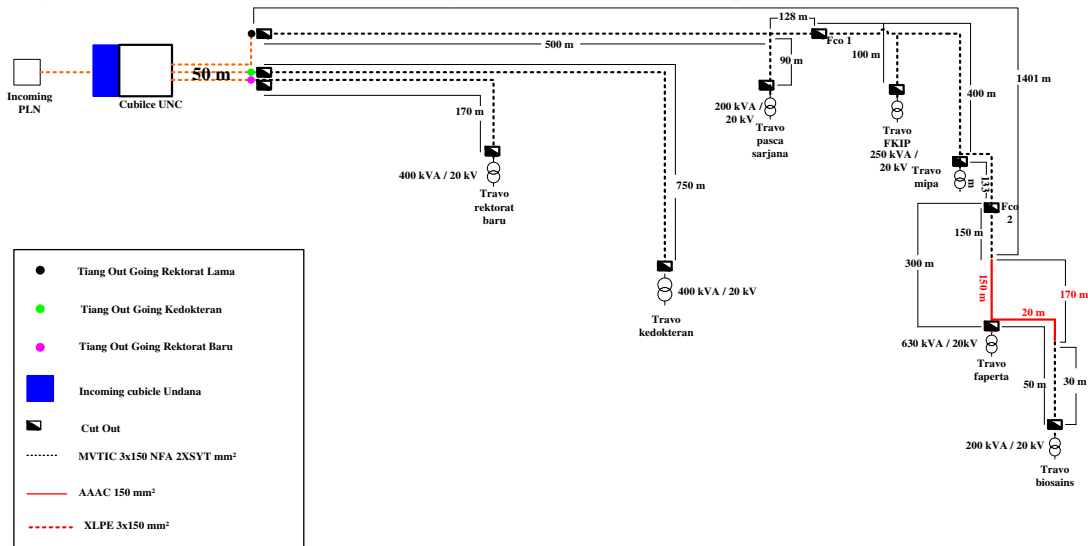 128 m
Fco 1
500 m
100 m
90 m
1401 m
50 m
Incoming
PLN
Cubilce UNC
400 m
170 m
200 kVA /
20 kV
Travo
pasca
sarjana
Travo
FKIP
250 kVA /
20 kV
Travo
mipa
133 m
400 kVA / 20 kV
Travo
rektorat
baru
750 m
Fco
2
150 m
300 m
150 m
170 m
20 m
400 kVA / 20 kV
Travo
kedokteran
630 kVA / 20kV
Travo
faperta
50 m
30 m
200 kVA / 20 kV
Travo
biosains
Tiang Out Going Rektorat Lama
Tiang Out Going Kedokteran
Tiang Out Going Rektorat Baru
Incoming cubicle Undana
Cut Out
MVTIC 3x150 NFA 2XSYT mm²
AAAC 150 mm²
XLPE 3x150 mm²